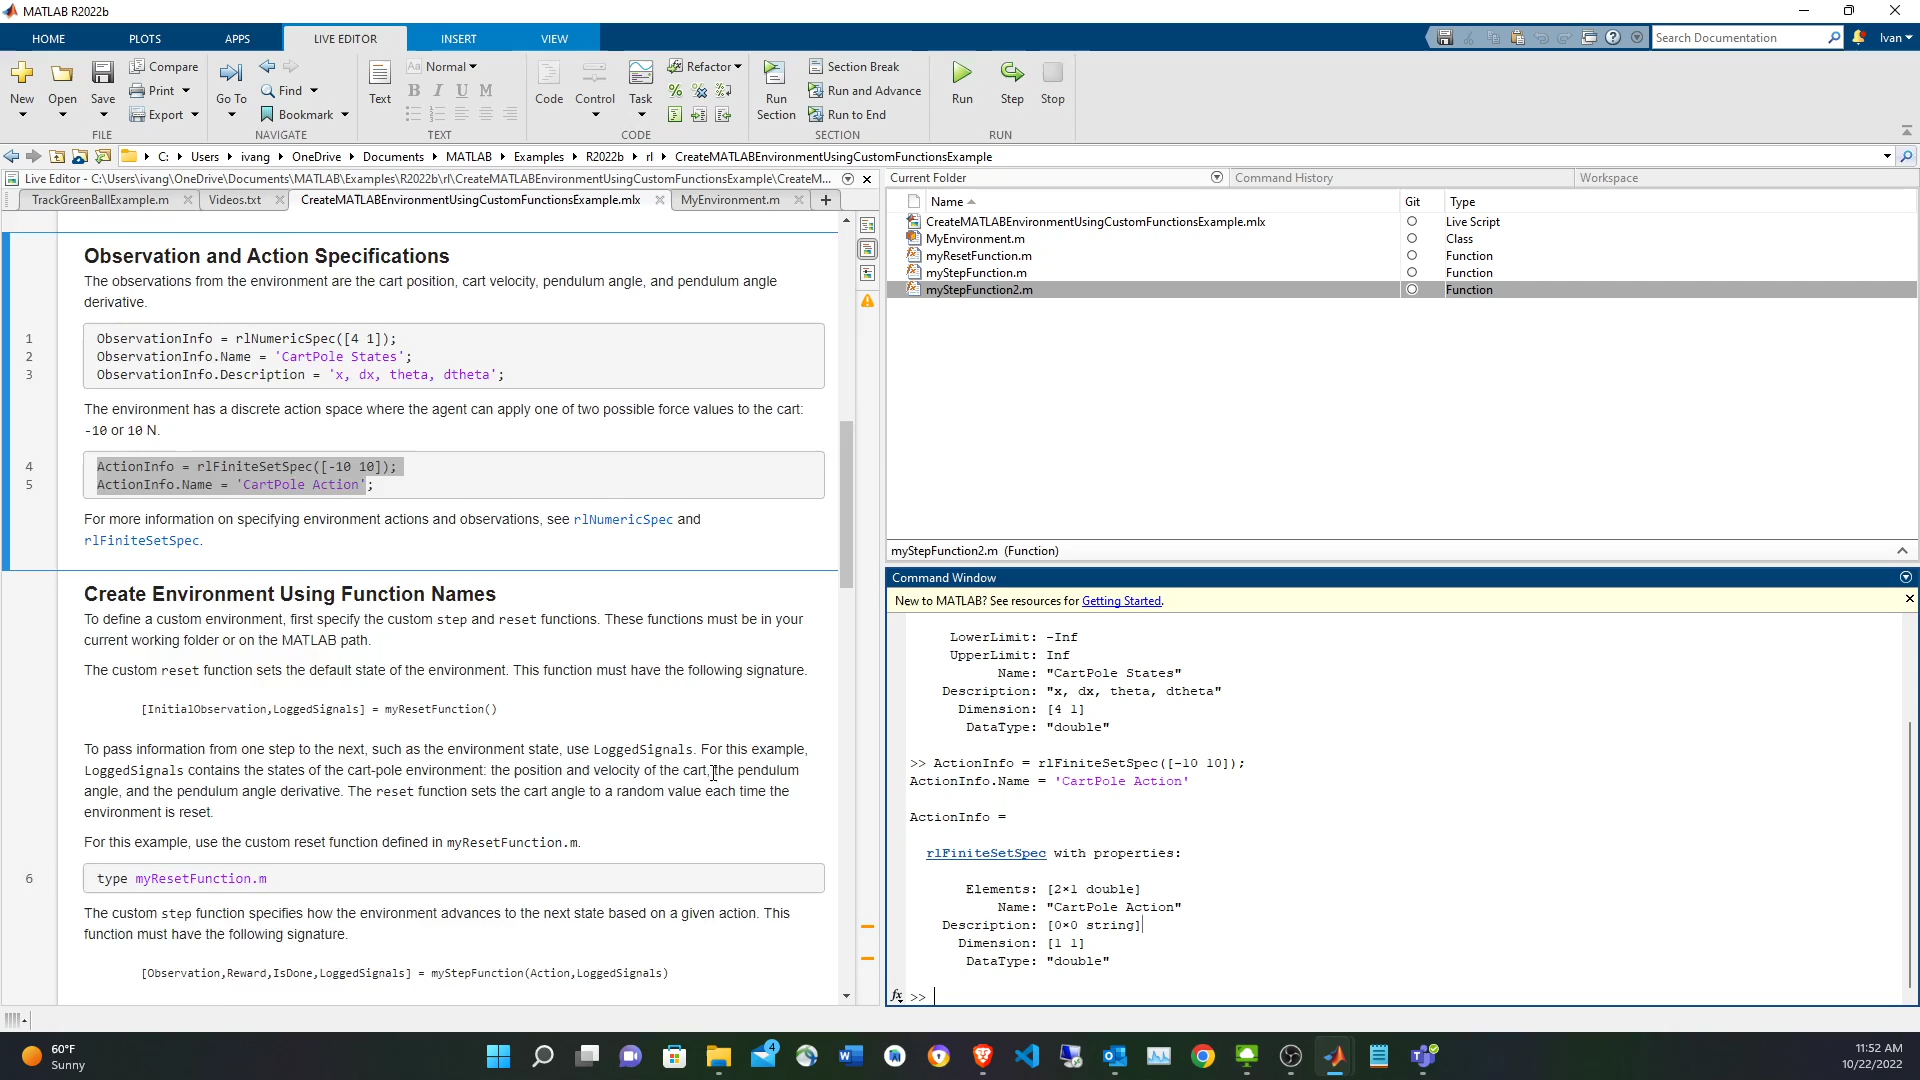 MATLAB R2022b
HOME PLOTS APPS LIVE EDITOR INSERT VIEW
Search Documentation Ivan
New Open Save Compare Print Export
FILE
Go To Find Bookmark
NAVIGATE
Text Aa Normal B I U M
TEXT
Code Control Task Refactor
CODE
Run Section Section Break Run and Advance Run to End
SECTION
Run Step Stop
RUN
C: Users ivang OneDrive Documents MATLAB Examples R2022b rl CreateMATLABEnvironmentUsingCustomFunctionsExample
Live Editor - C:\Users\ivang\OneDrive\Documents\MATLAB\Examples\R2022b\rl\CreateMATLABEnvironmentUsingCustomFunctionsExample\CreateM...
TrackGreenBallExample.m Videos.txt CreateMATLABEnvironmentUsingCustomFunctionsExample.mlx MyEnvironment.m +
Observation and Action Specifications
The observations from the environment are the cart position, cart velocity, pendulum angle, and pendulum angle
derivative.
1 ObservationInfo = rlNumericSpec([4 1]);
2 ObservationInfo.Name = 'CartPole States';
3 ObservationInfo.Description = 'x, dx, theta, dtheta';
The environment has a discrete action space where the agent can apply one of two possible force values to the cart:
-10 or 10 N.
4 ActionInfo = rlFiniteSetSpec([-10 10]);
5 ActionInfo.Name = 'CartPole Action';
For more information on specifying environment actions and observations, see rlNumericSpec and
rlFiniteSetSpec.
Create Environment Using Function Names
To define a custom environment, first specify the custom step and reset functions. These functions must be in your
current working folder or on the MATLAB path.
The custom reset function sets the default state of the environment. This function must have the following signature.
[InitialObservation,LoggedSignals] = myResetFunction()
To pass information from one step to the next, such as the environment state, use LoggedSignals. For this example,
LoggedSignals contains the states of the cart-pole environment: the position and velocity of the cart, the pendulum
angle, and the pendulum angle derivative. The reset function sets the cart angle to a random value each time the
environment is reset.
For this example, use the custom reset function defined in myResetFunction.m.
6 type myResetFunction.m
The custom step function specifies how the environment advances to the next state based on a given action. This
function must have the following signature.
[Observation,Reward,IsDone,LoggedSignals] = myStepFunction(Action,LoggedSignals)
Current Folder Command History Workspace
Name Git Type
CreateMATLABEnvironmentUsingCustomFunctionsExample.mlx Live Script
MyEnvironment.m Class
myResetFunction.m Function
myStepFunction.m Function
myStepFunction2.m Function
myStepFunction2.m (Function)
Command Window
New to MATLAB? See resources for Getting Started.
LowerLimit: -Inf
UpperLimit: Inf
Name: "CartPole States"
Description: "x, dx, theta, dtheta"
Dimension: [4 1]
DataType: "double"
>> ActionInfo = rlFiniteSetSpec([-10 10]);
ActionInfo.Name = 'CartPole Action'
ActionInfo =
rlFiniteSetSpec with properties:
Elements: [2×1 double]
Name: "CartPole Action"
Description: [0×0 string]
Dimension: [1 1]
DataType: "double"
fx >>
60°F
Sunny
4
11:52 AM
10/22/2022